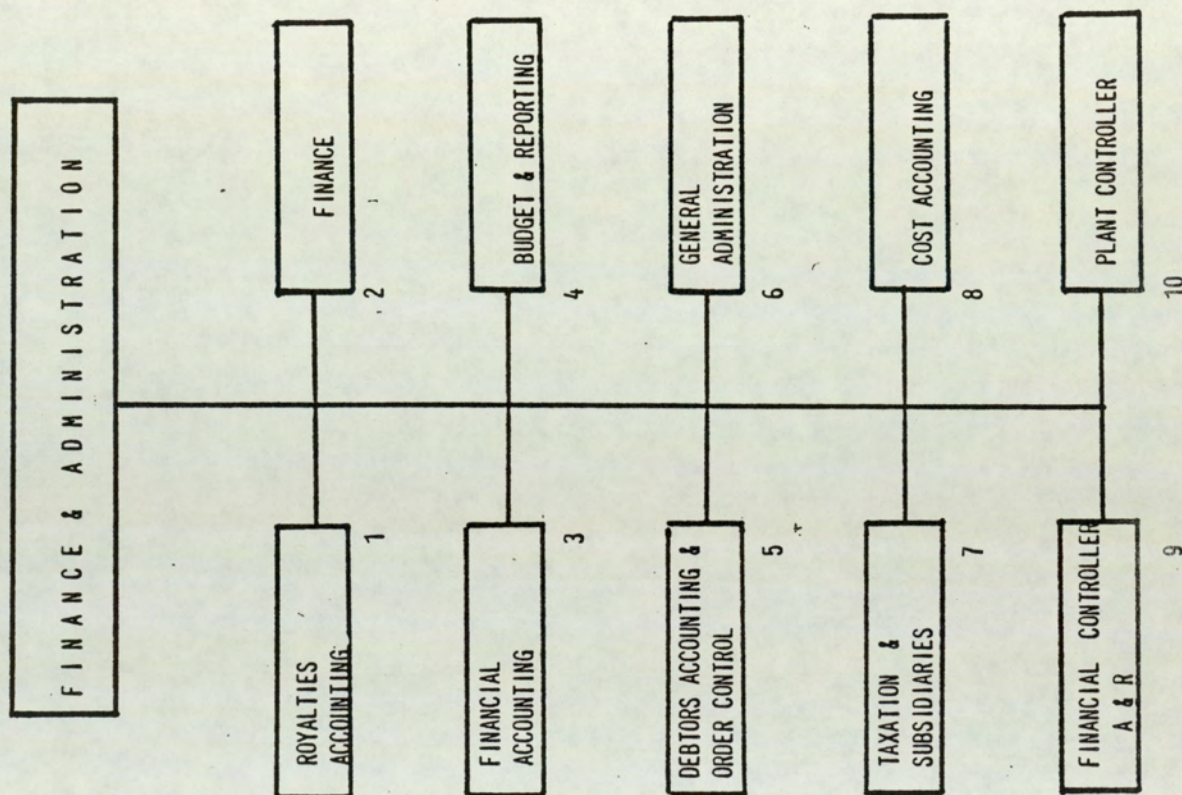 FINANCE & ADMINISTRATION
ROYALTIES
ACCOUNTING
1
FINANCE
2
FINANCIAL
ACCOUNTING
3
BUDGET & REPORTING
4
DEBTORS ACCOUNTING &
ORDER CONTROL
5
GENERAL
ADMINISTRATION
6
TAXATION &
SUBSIDIARIES
7
COST ACCOUNTING
8
FINANCIAL CONTROLLER
A & R
9
PLANT CONTROLLER
10